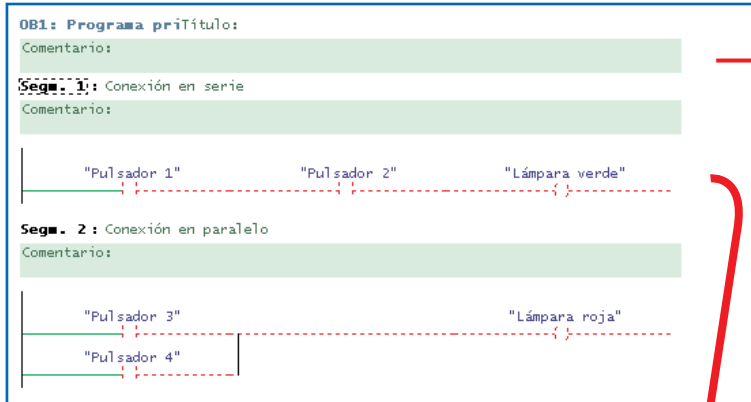 OB1: Programa priTítulo:
Comentario:
Segm. 1: Conexión en serie
Comentario:
"Pulsador 1" "Pulsador 2" "Lámpara verde"
Segm. 2: Conexión en paralelo
Comentario:
"Pulsador 3" "Lámpara roja"
"Pulsador 4"